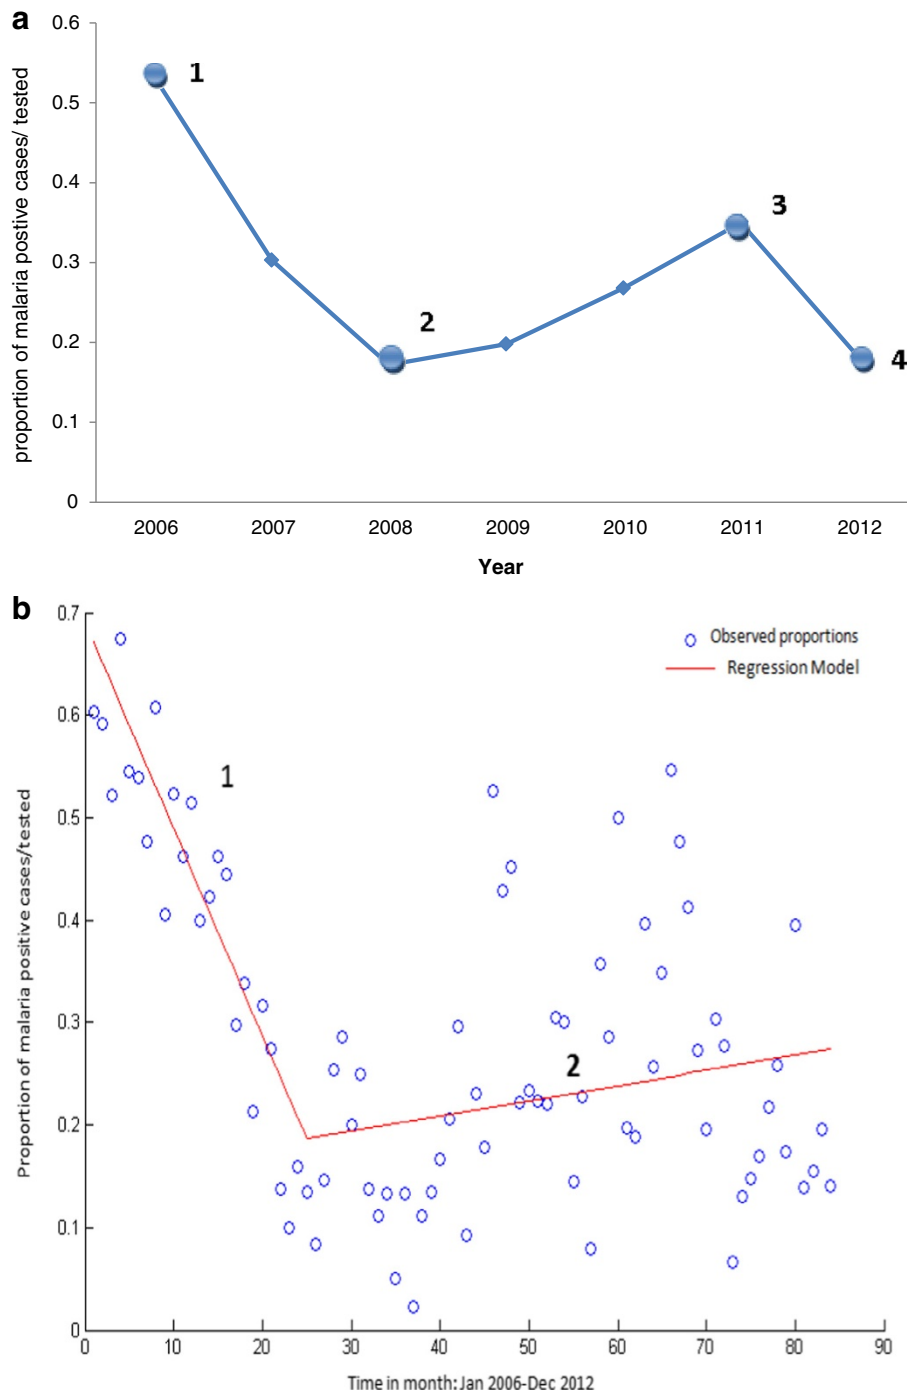 a
proportion of malaria postive cases/ tested
0.6
0.5
0.4
0.3
0.2
0.1
0
1
2
3
4
2006 2007 2008 2009 2010 2011 2012
Year
b
Proportion of malaria positive cases/tested
0.7
0.6
0.5
0.4
0.3
0.2
0.1
0
Observed proportions
Regression Model
1
2
0 10 20 30 40 50 60 70 80 90
Time in month: Jan 2006-Dec 2012